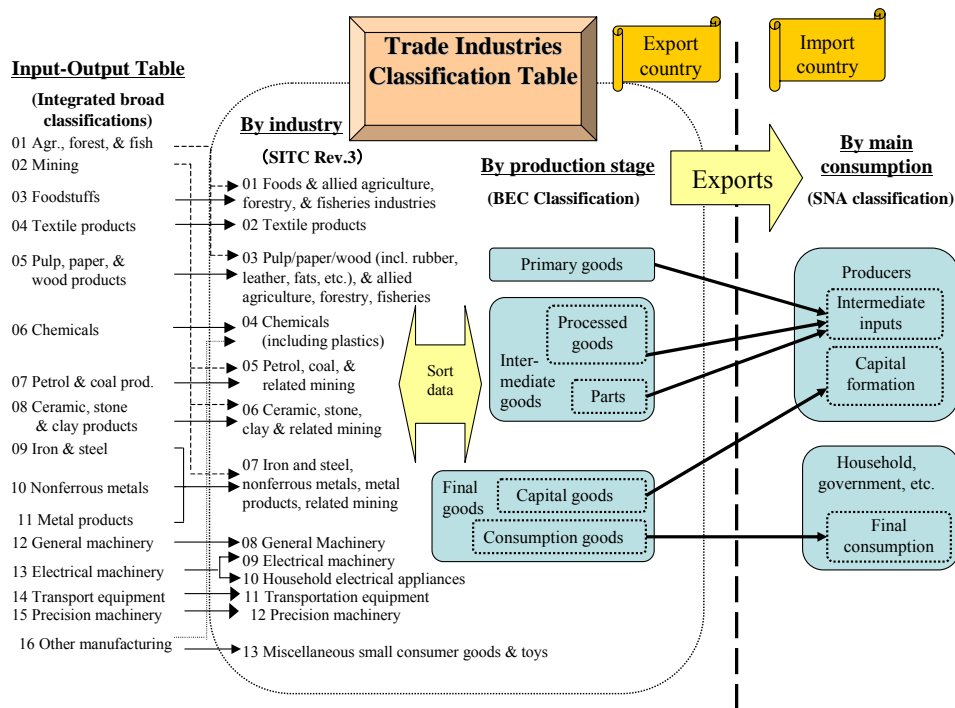 Trade Industries
Classification Table
Export
country
Import
country
Input-Output Table
(Integrated broad
classifications)
01 Agr., forest, & fish
02 Mining
03 Foodstuffs
04 Textile products
05 Pulp, paper, &
wood products
06 Chemicals
07 Petrol & coal prod.
08 Ceramic, stone
& clay products
09 Iron & steel
10 Nonferrous metals
11 Metal products
12 General machinery
13 Electrical machinery
14 Transport equipment
15 Precision machinery
16 Other manufacturing
By industry
(SITC Rev.3)
01 Foods & allied agriculture,
forestry, & fisheries industries
02 Textile products
03 Pulp/paper/wood (incl. rubber,
leather, fats, etc.), & allied
agriculture, forestry, fisheries
04 Chemicals
(including plastics)
05 Petrol, coal, &
related mining
06 Ceramic, stone,
clay & related mining
07 Iron and steel,
nonferrous metals, metal
products, related mining
08 General Machinery
09 Electrical machinery
10 Household electrical appliances
11 Transportation equipment
12 Precision machinery
13 Miscellaneous small consumer goods & toys
Sort
data
By production stage
(BEC Classification)
Primary goods
Processed
goods
Inter-
mediate
goods
Parts
Final
goods
Capital goods
Consumption goods
Exports
By main
consumption
(SNA classification)
Producers
Intermediate
inputs
Capital
formation
Household,
government, etc.
Final
consumption